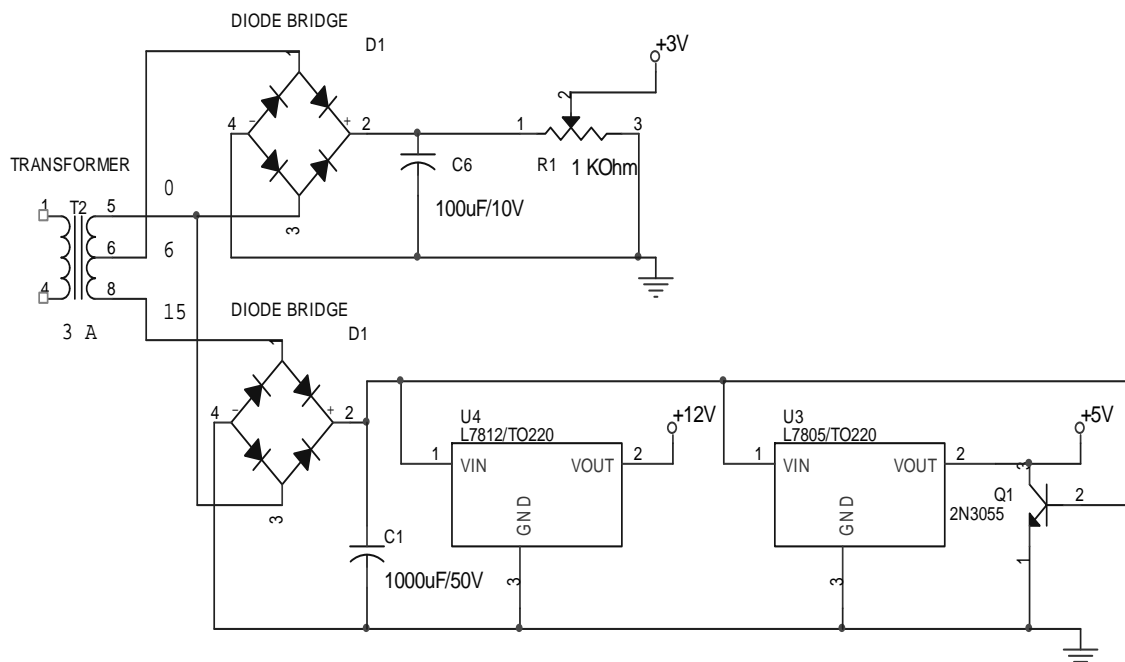 DIODE BRIDGE
D1
+3V
1
2
4
-
+
2
1
3
C6
R1
1 KOhm
100uF/10V
3
TRANSFORMER
0
1
T2
5
6
6
4
8
15
3 A
DIODE BRIDGE
D1
1
4
-
+
2
3
U4
L7812/TO220
+12V
1
VIN
VOUT
2
GND
3
U3
L7805/TO220
+5V
1
VIN
VOUT
2
GND
3
3
Q1
2N3055
2
1
C1
1000uF/50V